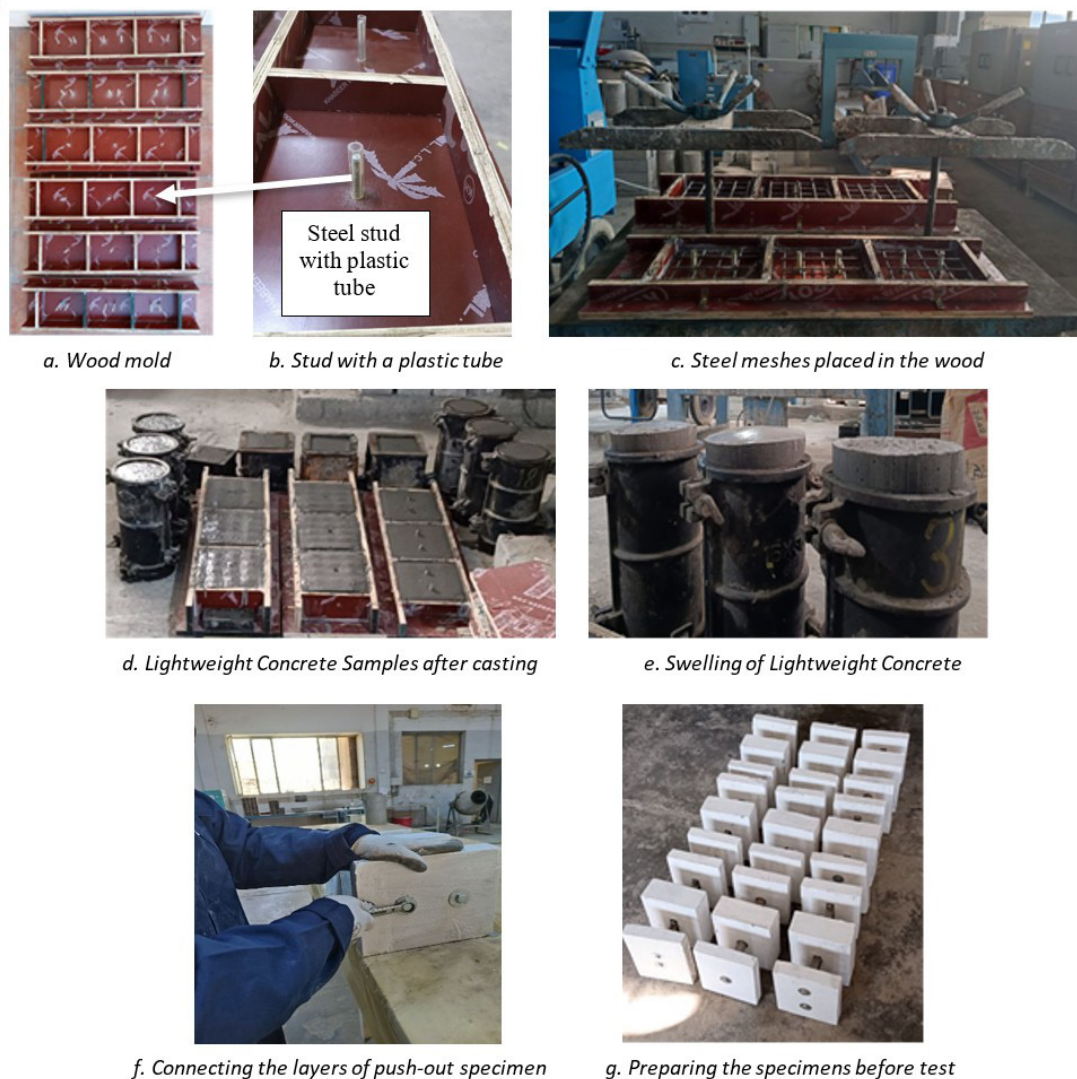 Steel stud
with plastic
tube
a. Wood mold
b. Stud with a plastic tube
c. Steel meshes placed in the wood
d. Lightweight Concrete Samples after casting
e. Swelling of Lightweight Concrete
3
f. Connecting the layers of push-out specimen
g. Preparing the specimens before test